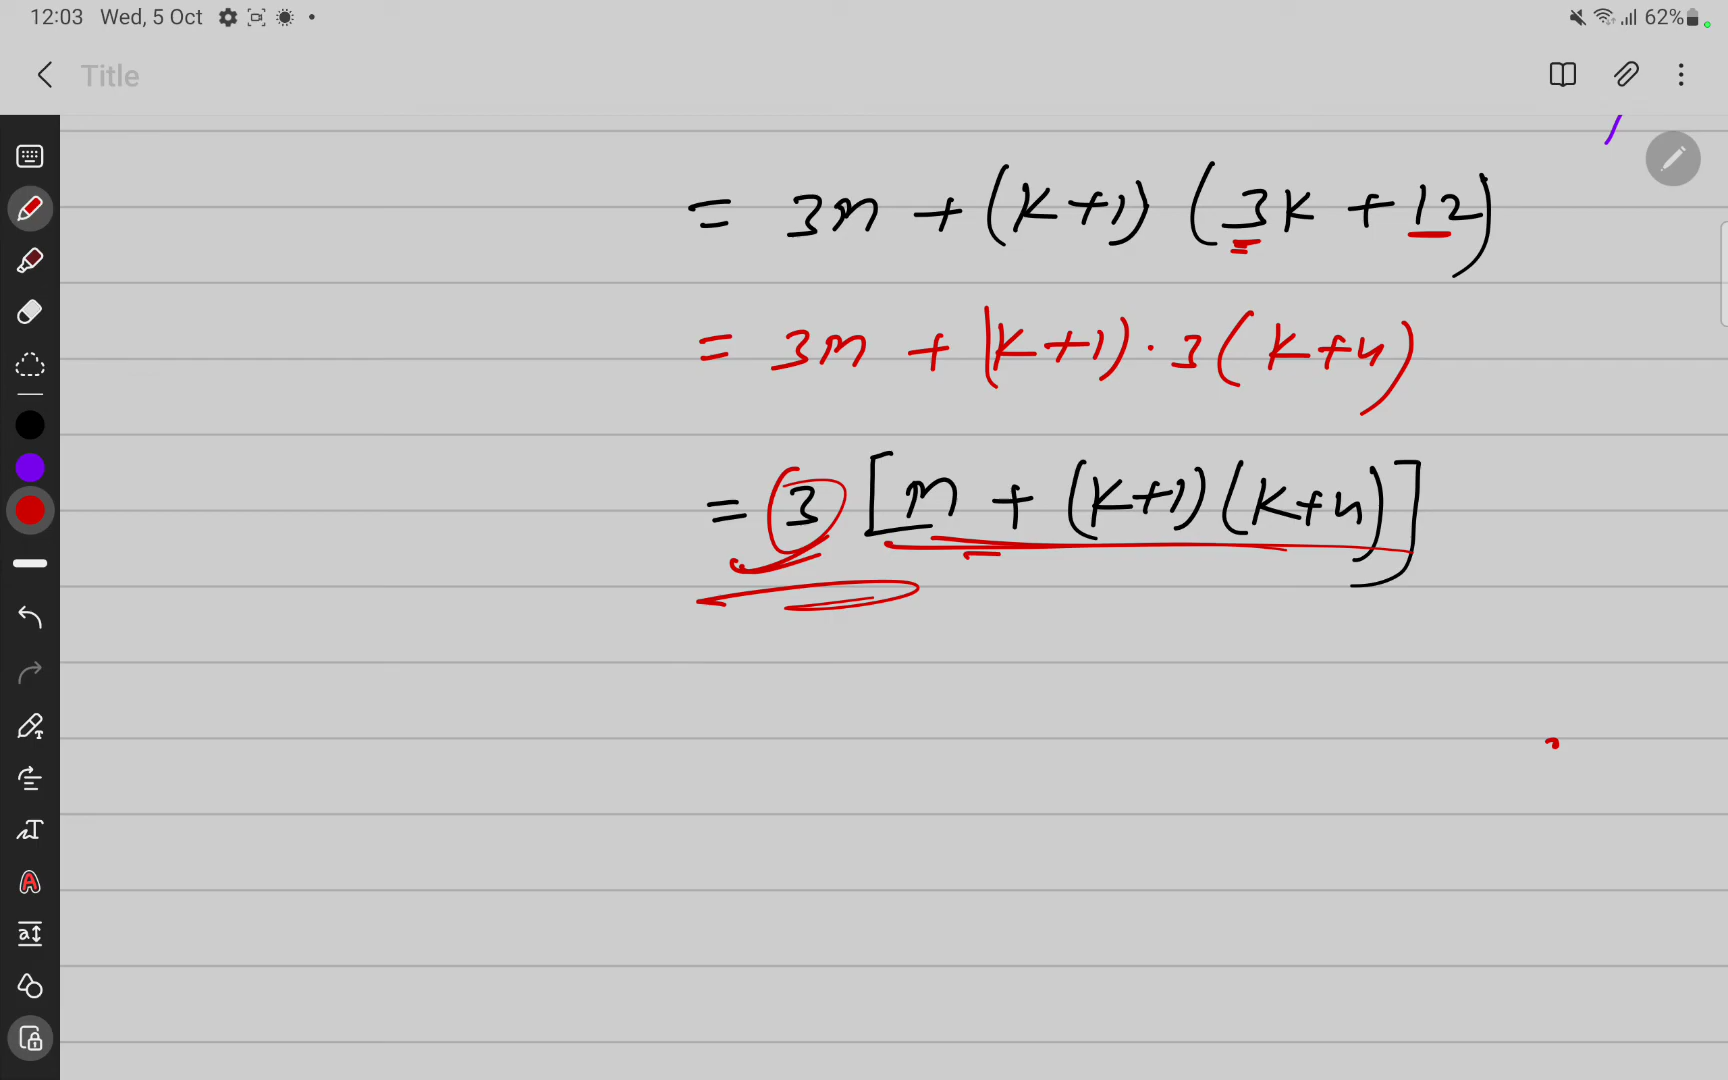 12:03 Wed, 5 Oct 62%
Title
= 3m + (k+1) (3k + 12)
= 3m + (k+1) · 3 (k+4)
= 3 [m + (k+1) (k+4)]